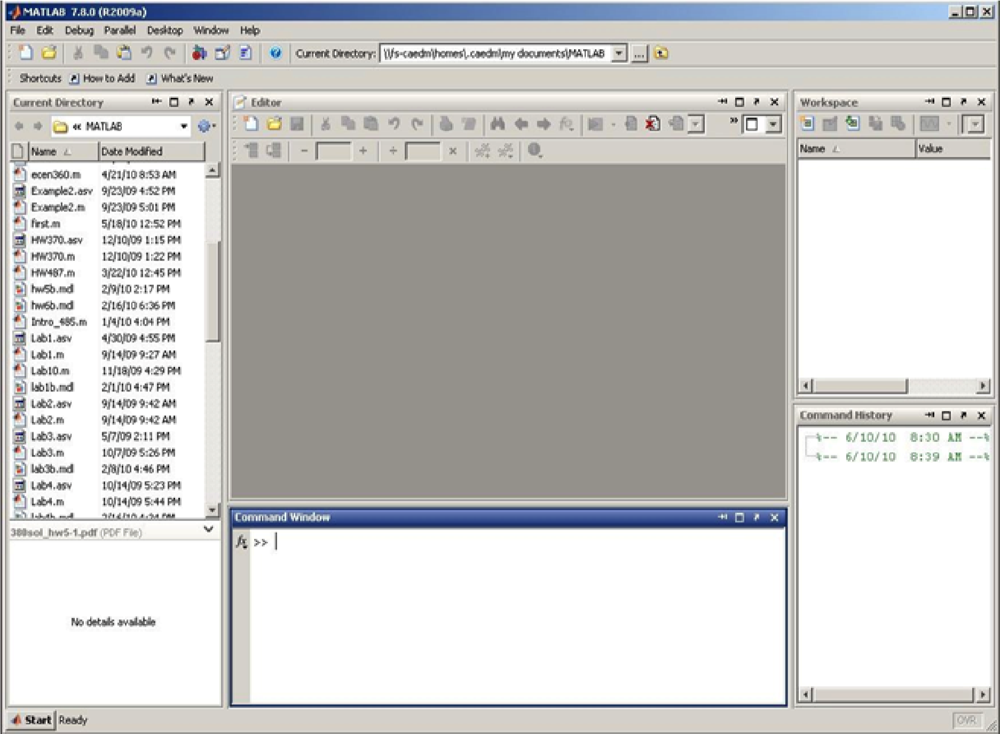 MATLAB 7.8.0 (R2009a)
File Edit Debug Parallel Desktop Window Help
Current Directory: \\fs-caedm\homes\.caedm\my documents\MATLAB ...
Shortcuts How to Add What's New
Current Directory
« MATLAB
Name Date Modified
ecen360.m 4/21/10 8:53 AM
Example2.asv 9/23/09 4:52 PM
Example2.m 9/23/09 5:01 PM
first.m 5/18/10 12:52 PM
HW370.asv 12/10/09 1:15 PM
HW370.m 12/10/09 1:22 PM
HW487.m 3/22/10 12:45 PM
hw5b.mdl 2/9/10 2:17 PM
hw6b.mdl 2/16/10 6:36 PM
Intro_485.m 1/4/10 4:04 PM
Lab1.asv 4/30/09 4:55 PM
Lab1.m 9/14/09 9:27 AM
Lab10.m 11/18/09 4:29 PM
lab1b.mdl 2/1/10 4:47 PM
Lab2.asv 9/14/09 9:42 AM
Lab2.m 9/14/09 9:42 AM
Lab3.asv 5/7/09 2:11 PM
Lab3.m 10/7/09 5:26 PM
lab3b.mdl 2/8/10 4:46 PM
Lab4.asv 10/14/09 5:23 PM
Lab4.m 10/14/09 5:44 PM
380sol_hw5-1.pdf (PDF File)
No details available
Editor
- + ÷ ×
Command Window
fx >>
Workspace
Name Value
Command History
%-- 6/10/10 8:30 AM --%
%-- 6/10/10 8:39 AM --%
Start Ready
OVR